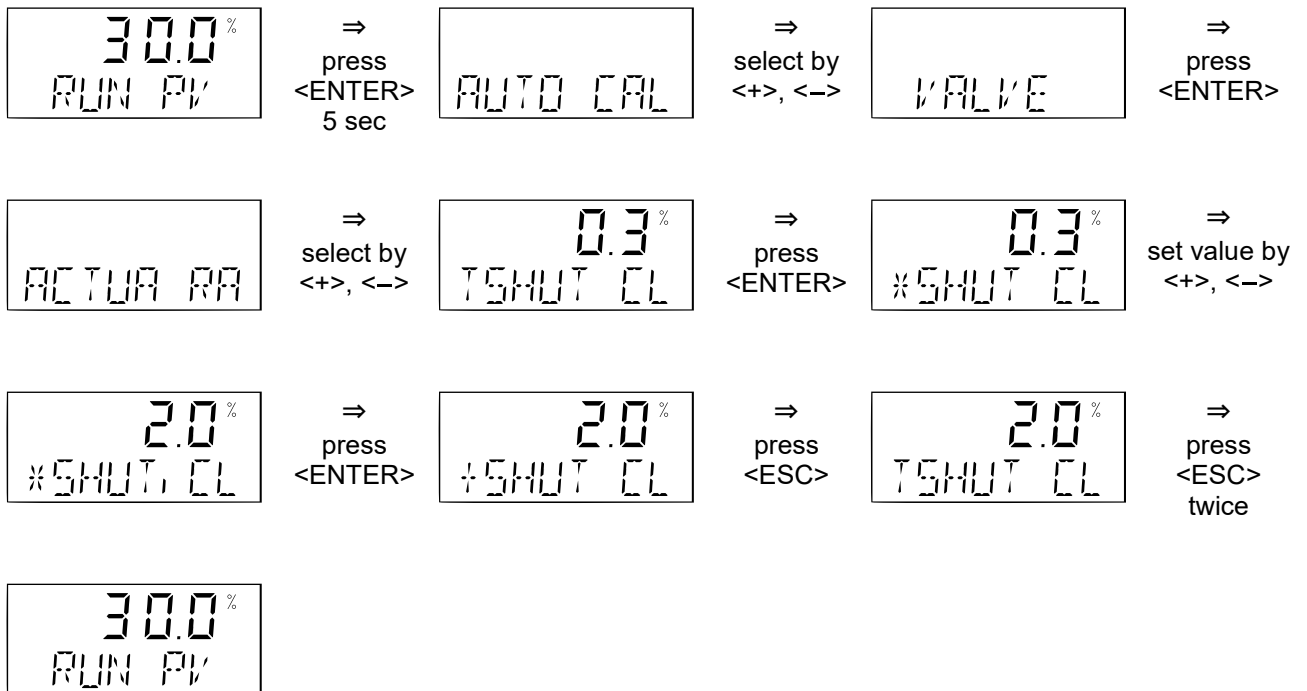 30.0 %
RUN PV
⇒
press
<ENTER>
5 sec
AUTO CAL
⇒
select by
<+>, <−>
VALVE
⇒
press
<ENTER>
ACTUA RA
⇒
select by
<+>, <−>
0.3 %
TSHUT CL
⇒
press
<ENTER>
0.3 %
*SHUT CL
⇒
set value by
<+>, <−>
2.0 %
*SHUT CL
⇒
press
<ENTER>
2.0 %
+SHUT CL
⇒
press
<ESC>
2.0 %
TSHUT CL
⇒
press
<ESC>
twice
30.0 %
RUN PV